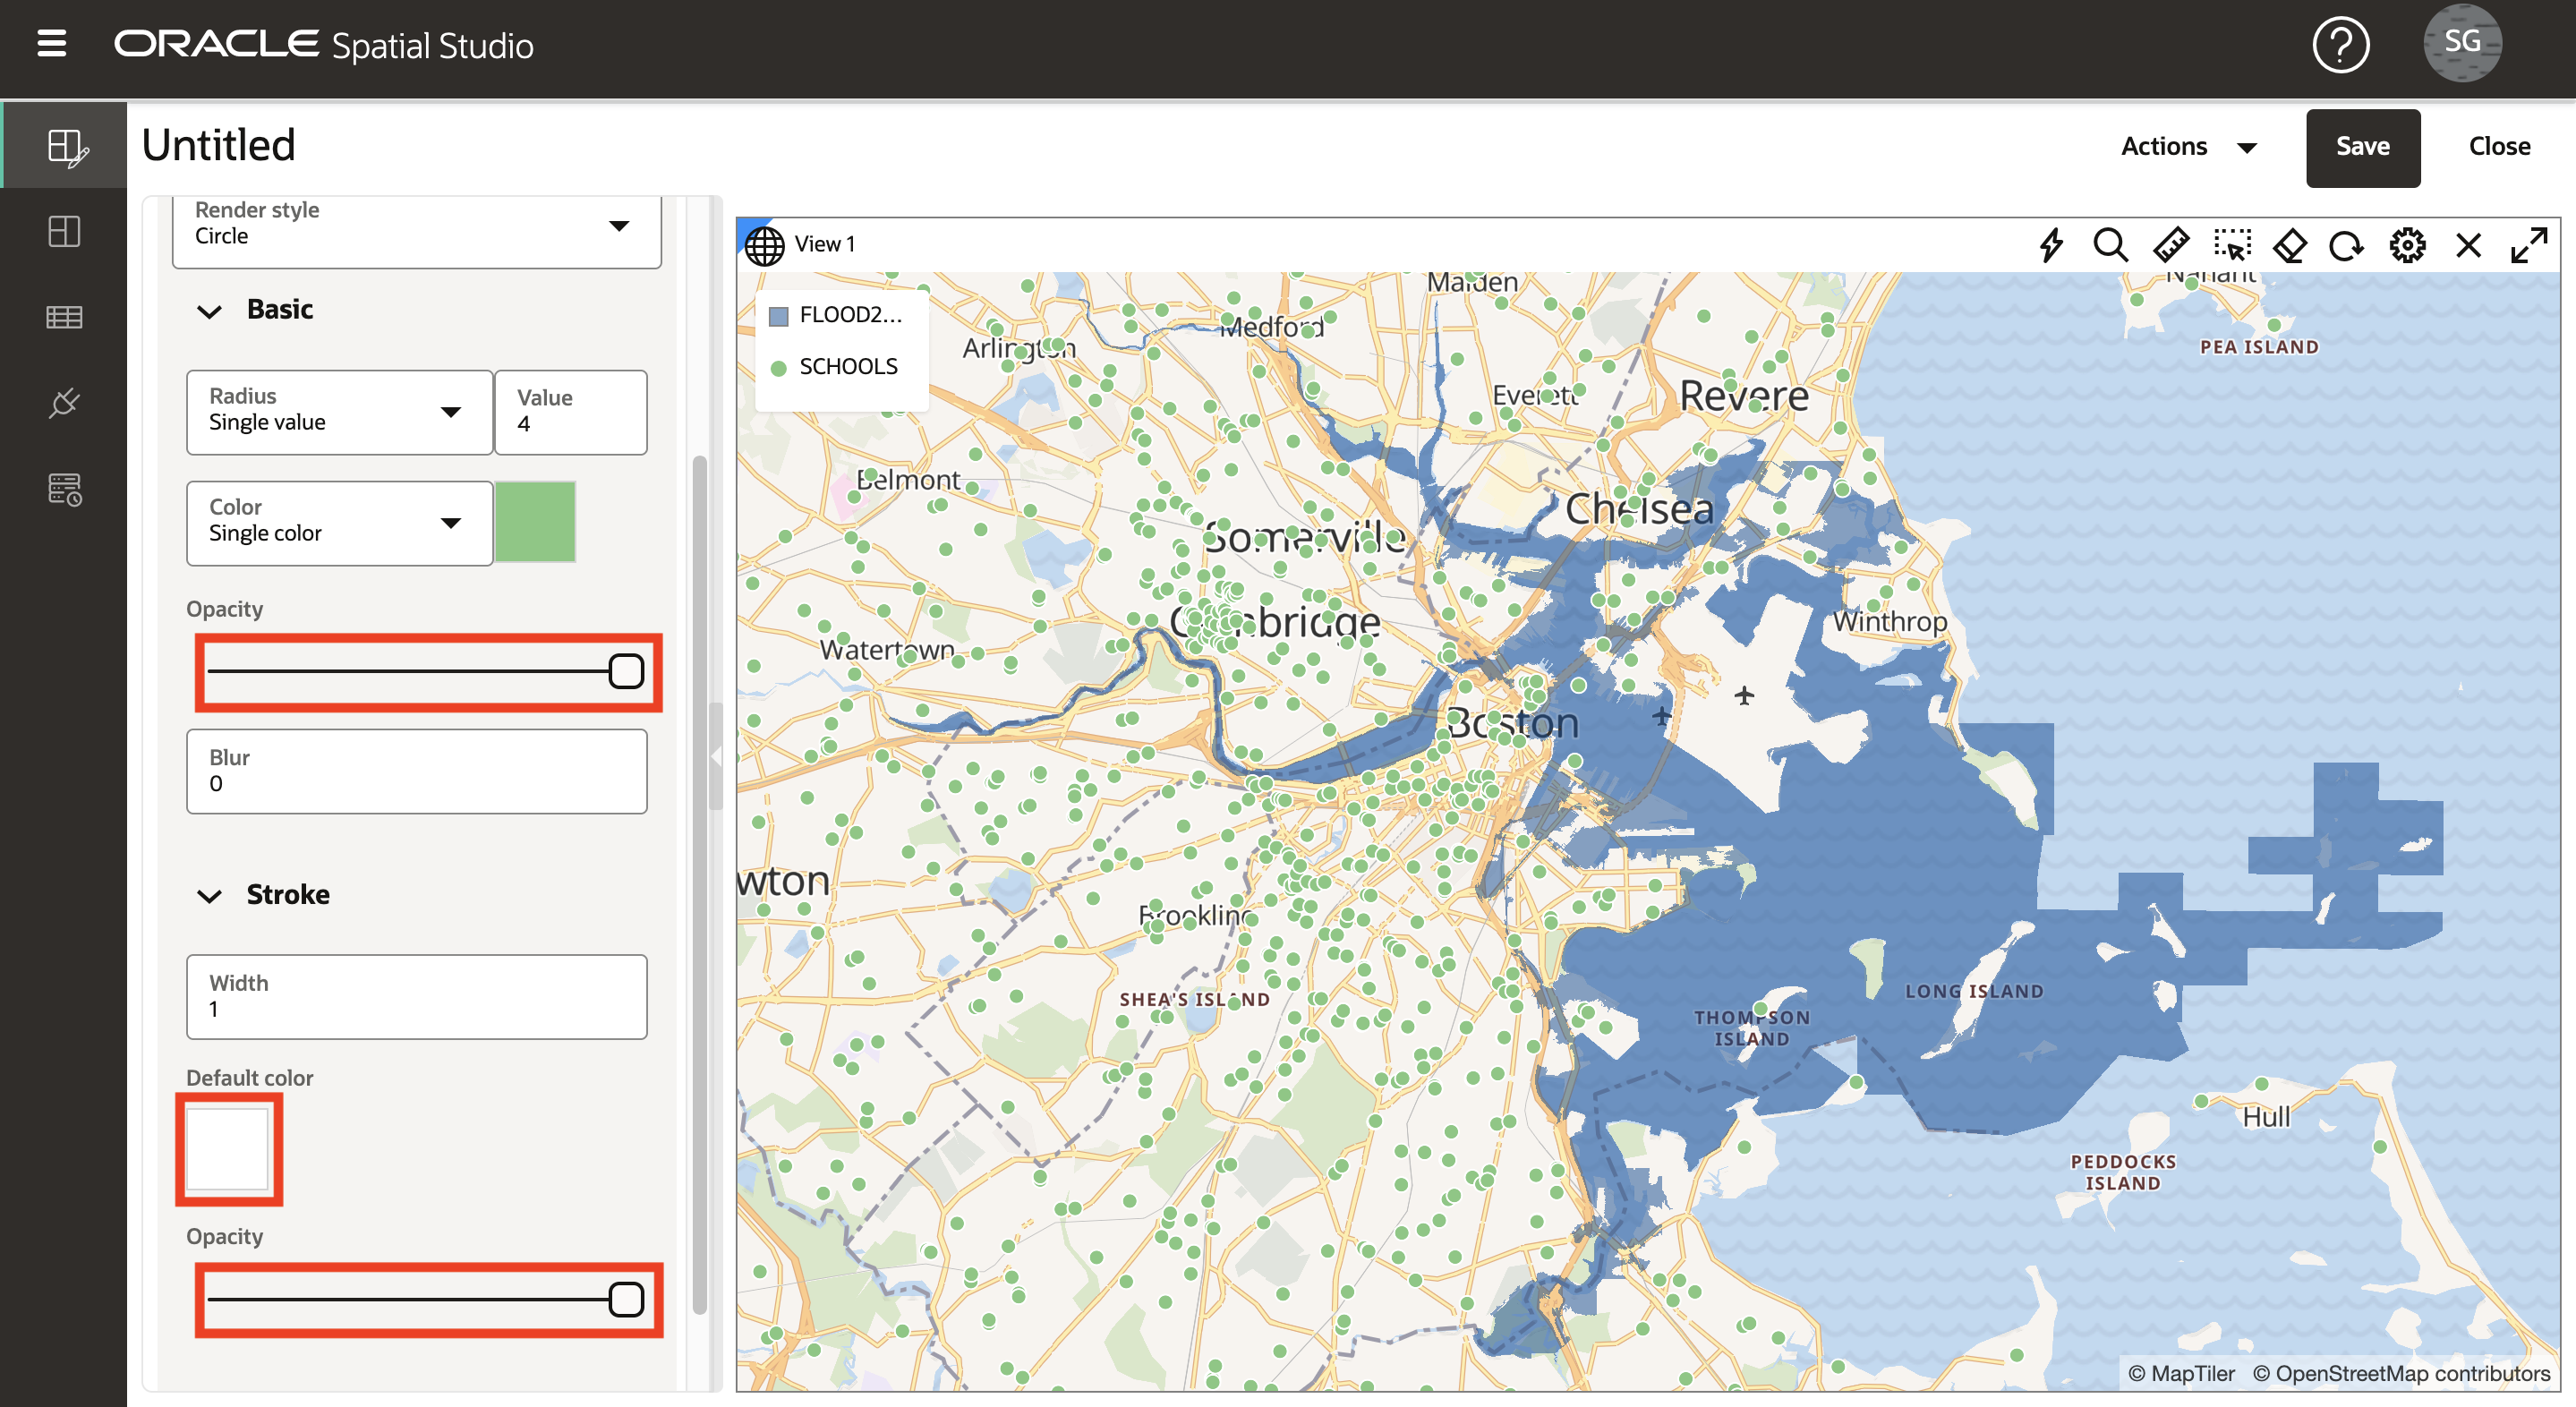 ORACLE Spatial Studio
SG
Untitled
Actions
Save
Close
Render style
Circle
Basic
Radius
Single value
Value
4
Color
Single color
Opacity
Blur
0
Stroke
Width
1
Default color
Opacity
View 1
FLOOD2...
SCHOOLS
Malden
Nahant
Medford
PEA ISLAND
Arlington
Everett
Revere
Belmont
Chelsea
Somerville
Cambridge
Winthrop
Watertown
Boston
wton
Brookline
SHEA'S ISLAND
LONG ISLAND
THOMPSON
ISLAND
Hull
PEDDOCKS
ISLAND
© MapTiler © OpenStreetMap contributors